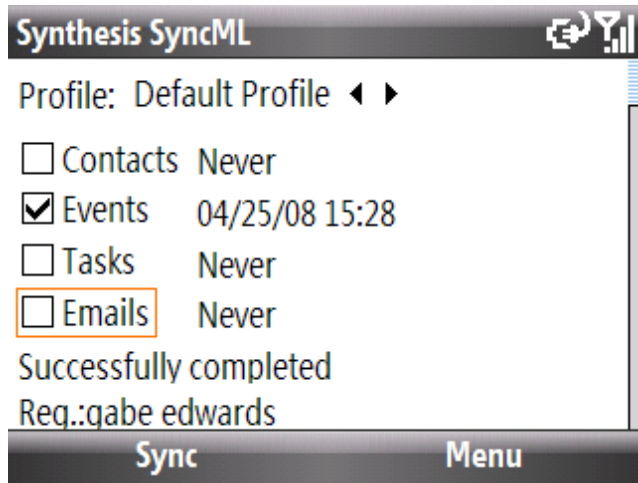 Synthesis SyncML
Profile: Default Profile
Contacts Never
Events 04/25/08 15:28
Tasks Never
Emails Never
Successfully completed
Reg.:gabe edwards
Sync Menu